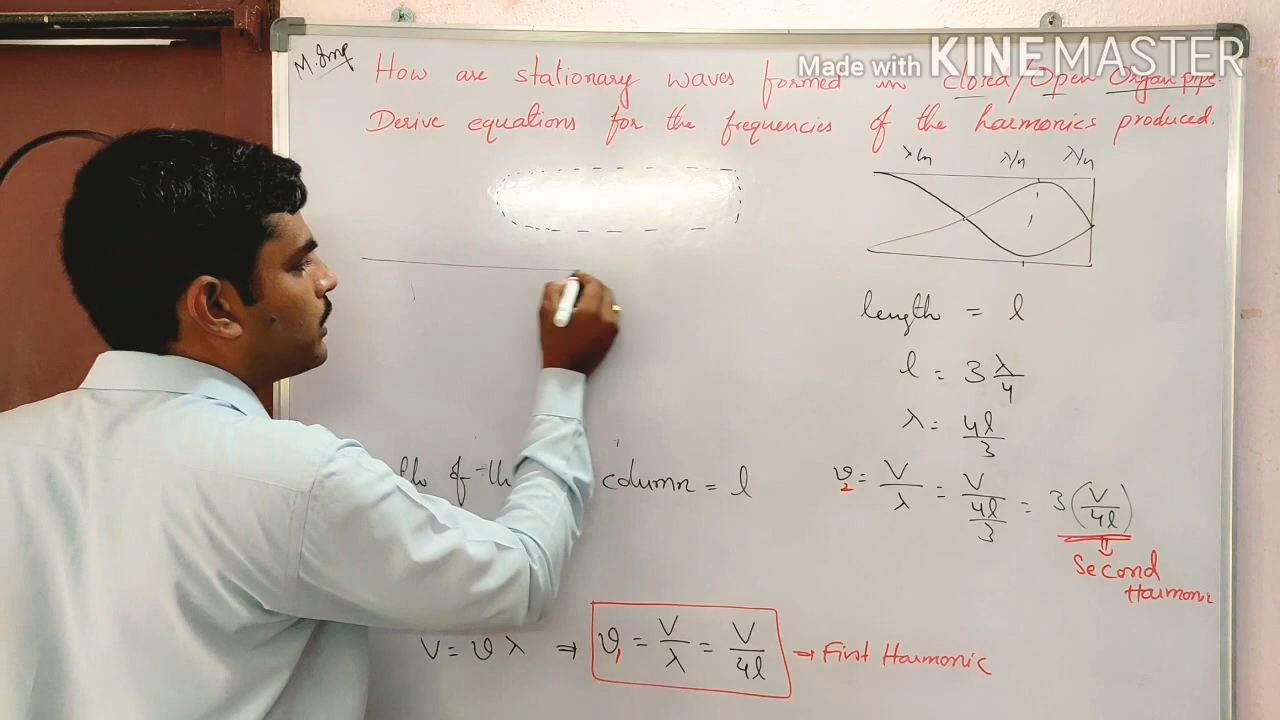 Made with KINEMASTER
M. Imp
How are stationary waves formed in closed/Open Organ pipe.
Derive equations for the frequencies of the harmonics produced.
λ/4 λ/4 λ/4
length = l
l = 3 λ/4
λ = 4l/3
of the column = l
ϑ₂ = V/λ = V/(4l/3) = 3 (V/4l)
⇓
Second
Harmonic
V = ϑ λ ⇒ ϑ₁ = V/λ = V/4l → First Harmonic